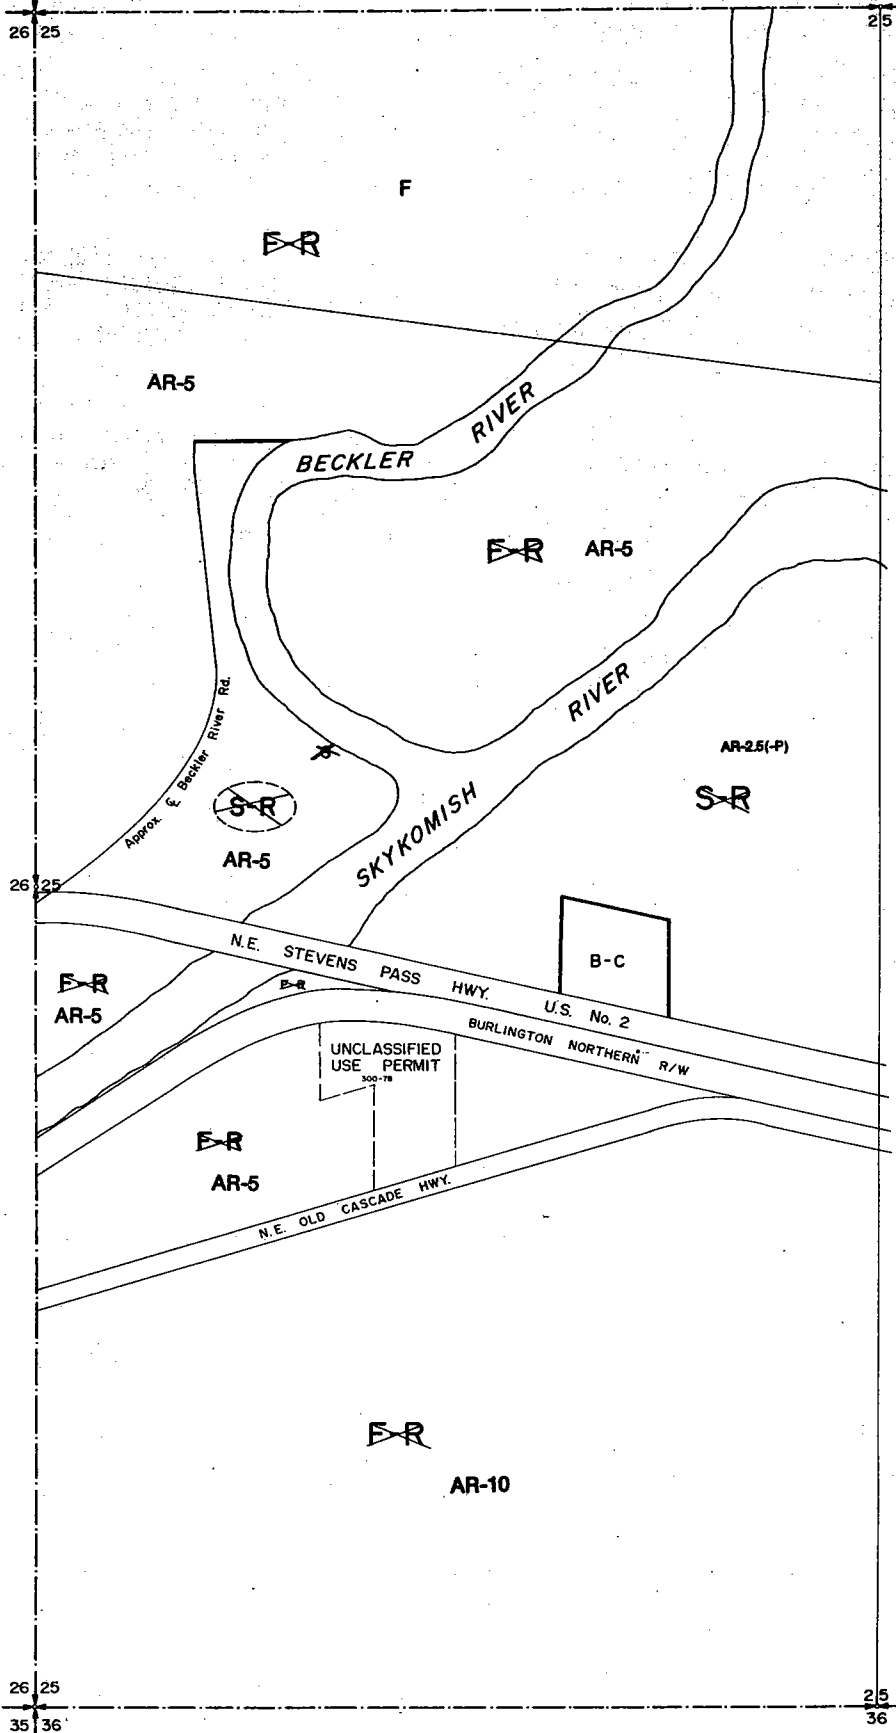 26 25
25
F
F-R
AR-5
BECKLER RIVER
F-R AR-5
RIVER
SKYKOMISH
Approx. ℄ Beckler River Rd.
AR-2.5(-P)
S-R
S-R
AR-5
26 25
N.E. STEVENS PASS HWY. U.S. No. 2
B-C
F-R
AR-5
F-R
BURLINGTON NORTHERN R/W
UNCLASSIFIED
USE PERMIT
300-78
F-R
AR-5
N.E. OLD CASCADE HWY.
F-R
AR-10
26 25
35 36
25
36